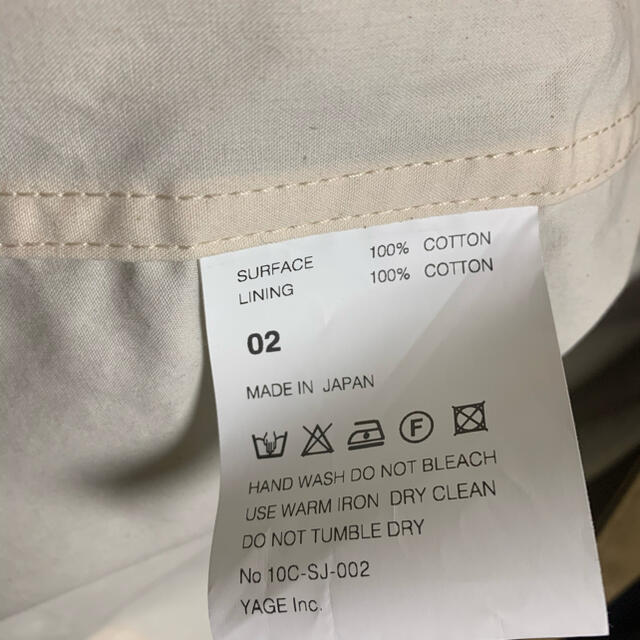 SURFACE 100% COTTON
LINING 100% COTTON
02
MADE IN JAPAN
F
HAND WASH DO NOT BLEACH
USE WARM IRON DRY CLEAN
DO NOT TUMBLE DRY
No 10C-SJ-002
YAGE Inc.